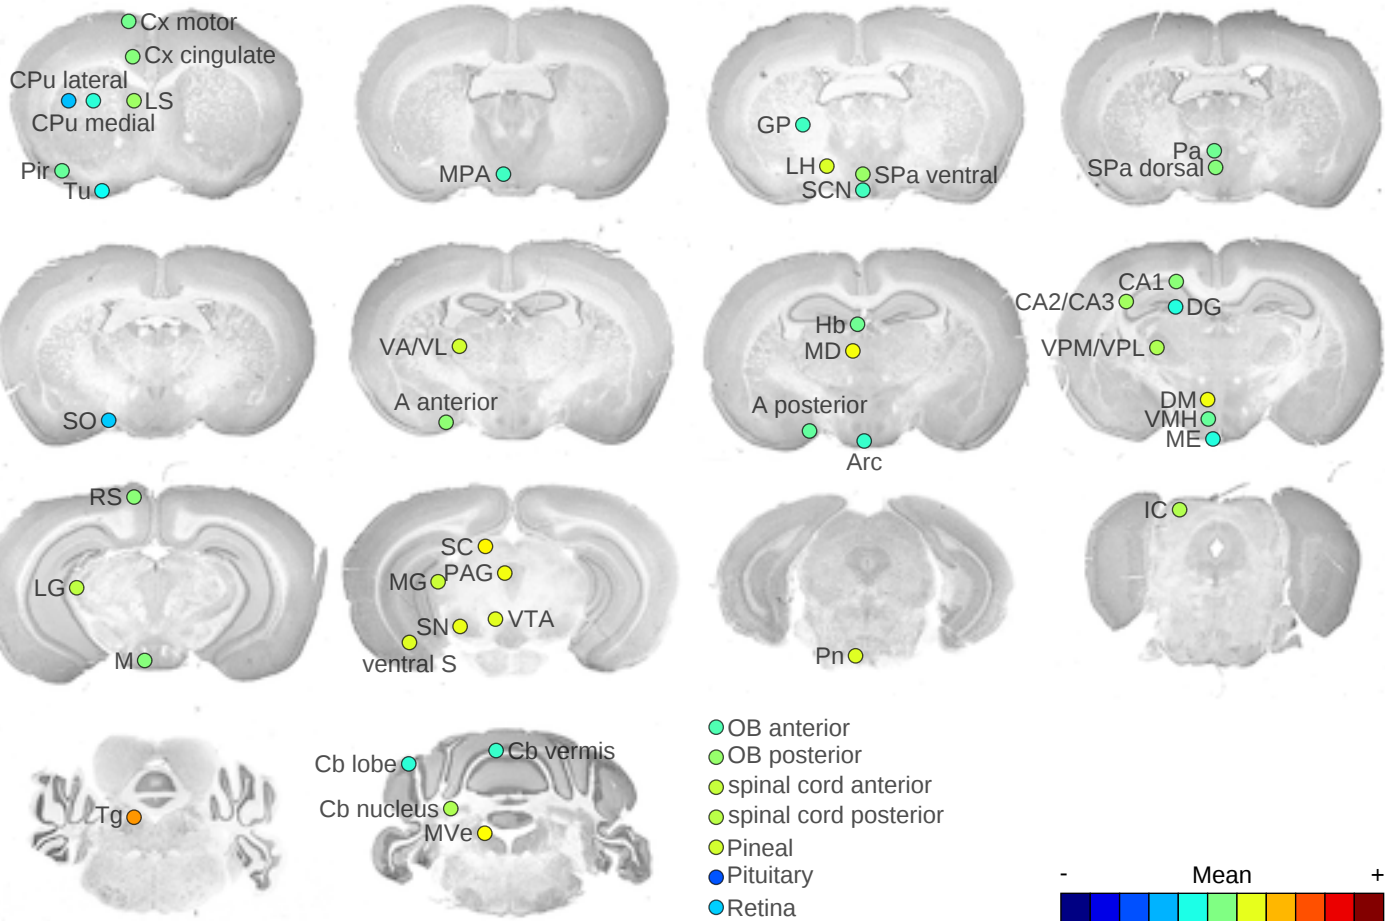 Cx motor
Cx cingulate
CPu lateral
LS
CPu medial
Pir
Tu
MPA
GP
LH
SPa ventral
SCN
Pa
SPa dorsal
SO
VA/VL
A anterior
Hb
MD
A posterior
Arc
CA1
CA2/CA3
DG
VPM/VPL
DM
VMH
ME
RS
LG
M
SC
PAG
MG
VTA
SN
ventral S
Pn
IC
Tg
Cb lobe
Cb vermis
Cb nucleus
MVe
OB anterior
OB posterior
spinal cord anterior
spinal cord posterior
Pineal
Pituitary
Retina
- Mean +